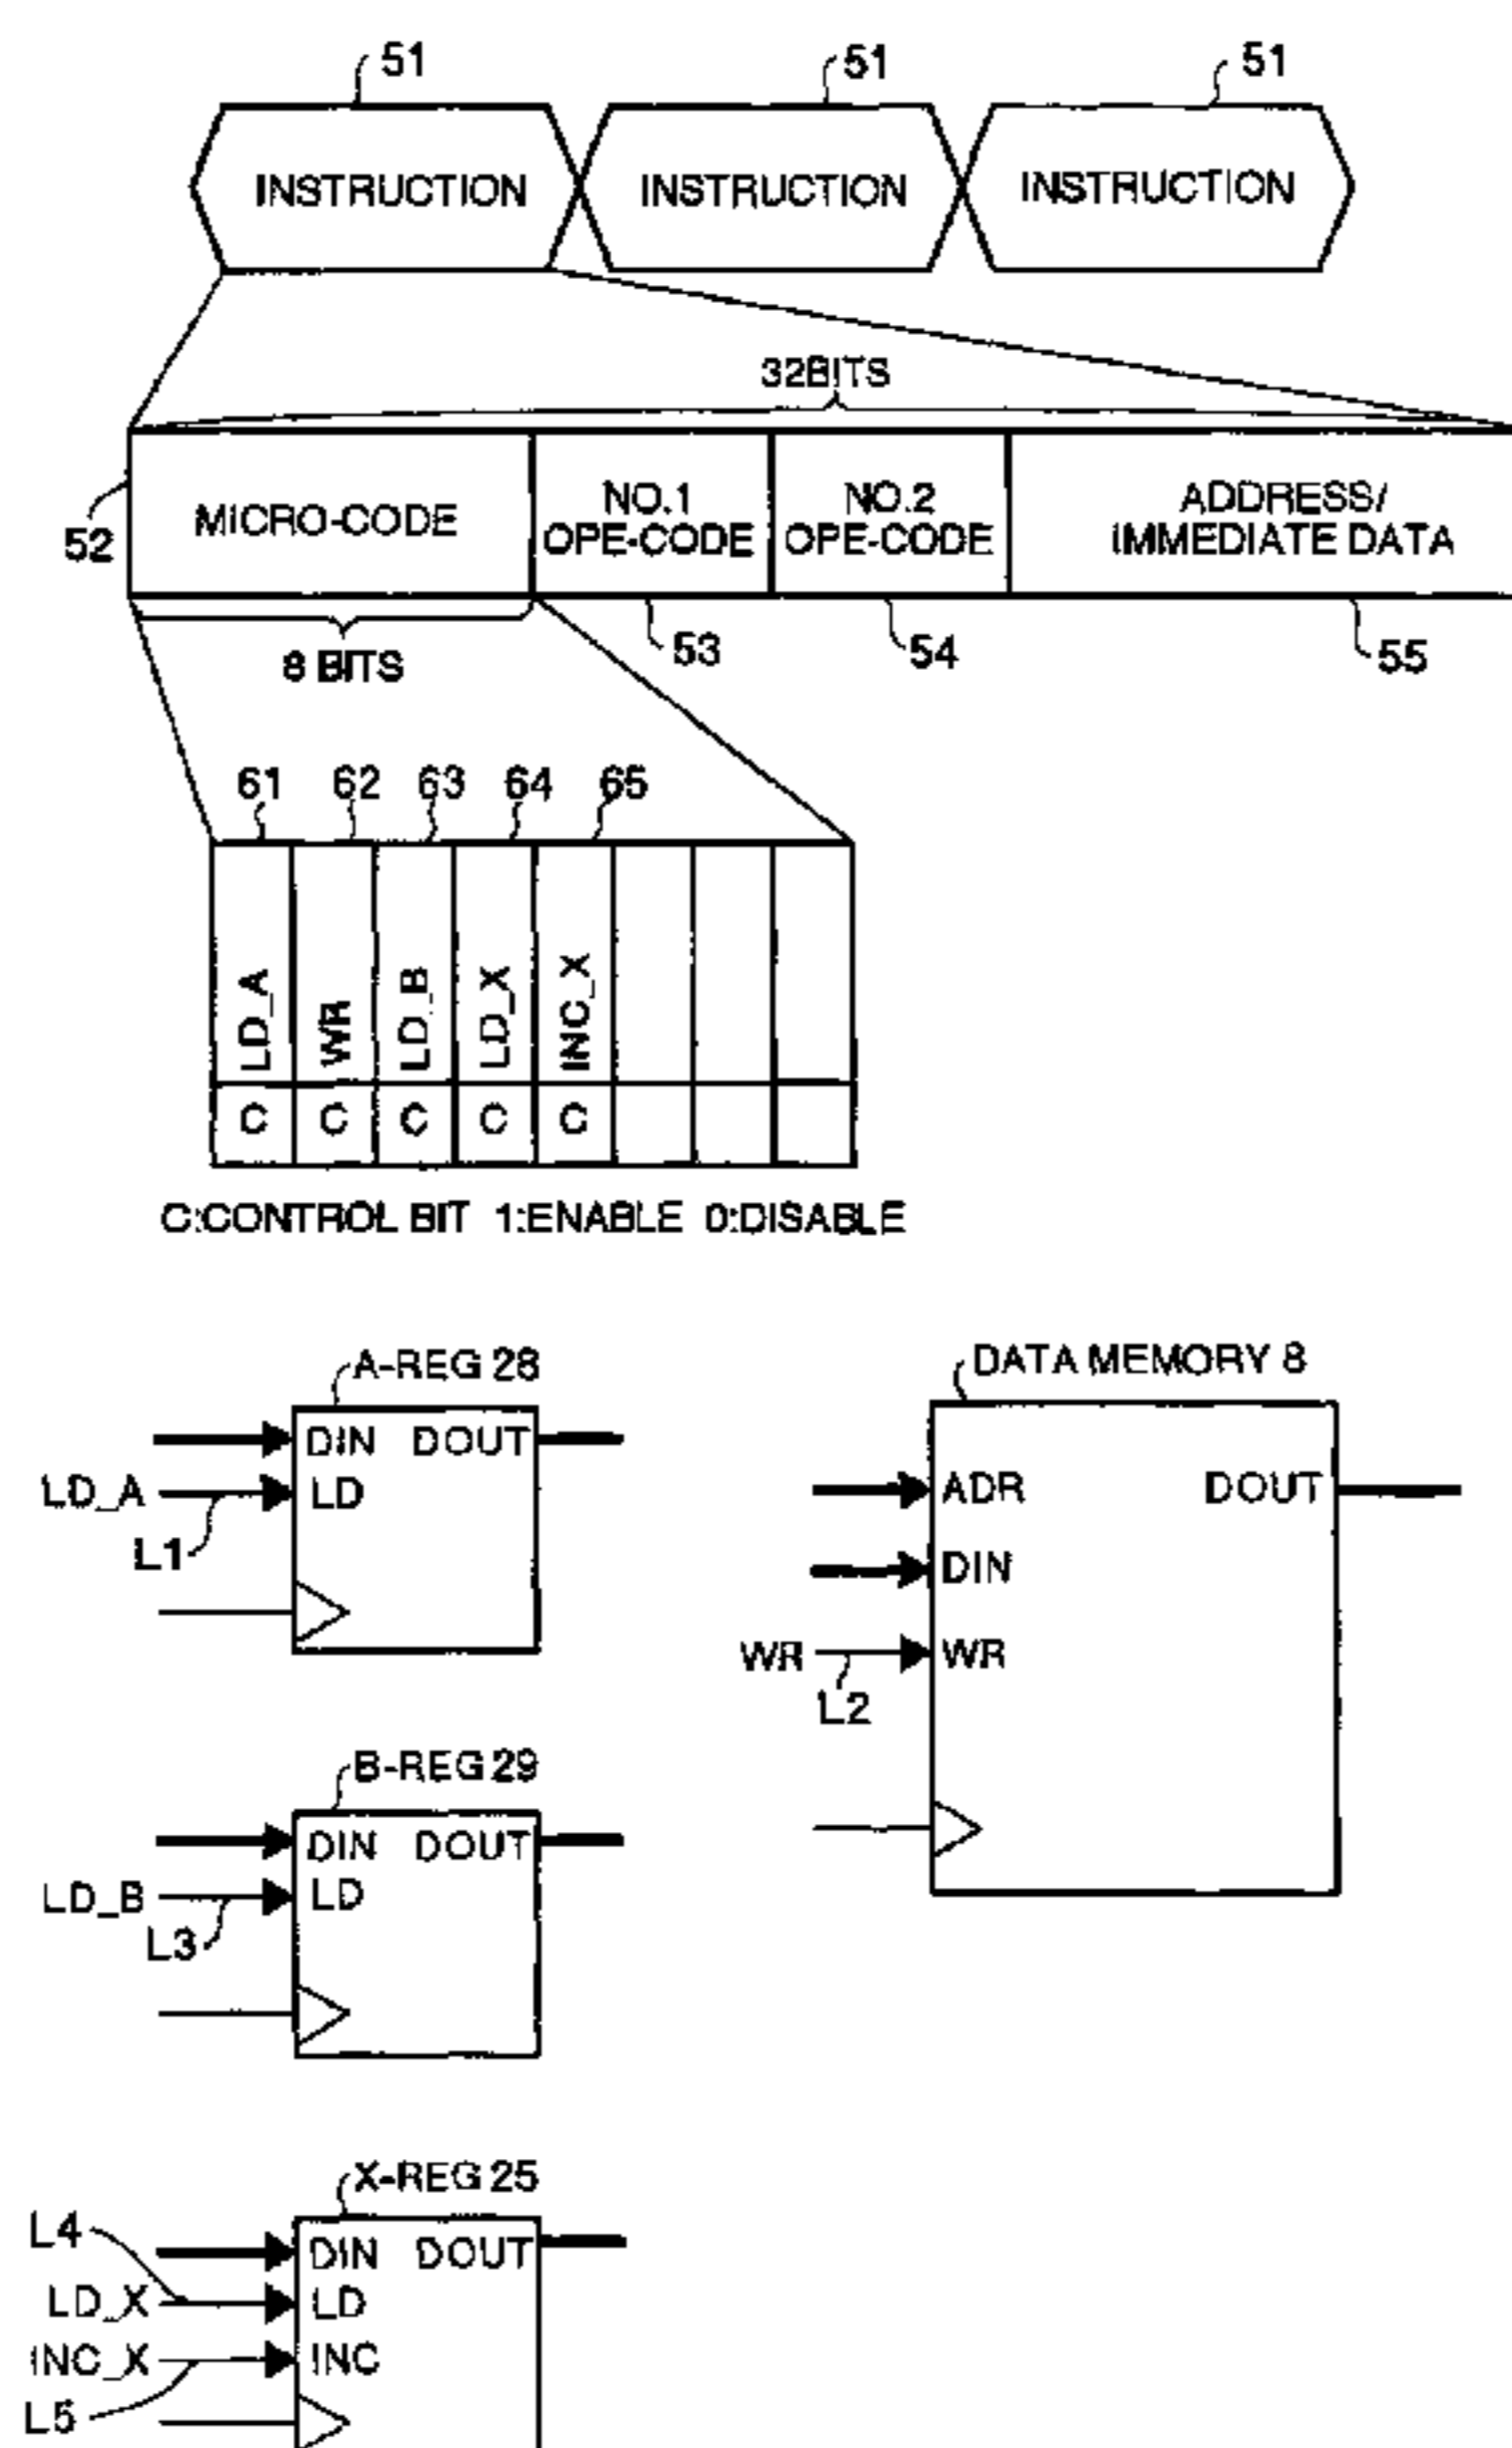 51
51
51
INSTRUCTION
INSTRUCTION
INSTRUCTION
32BITS
52
MICRO-CODE
NO.1
OPE-CODE
NO.2
OPE-CODE
ADDRESS/
IMMEDIATE DATA
8 BITS
53
54
55
61
62
63
64
65
LD_A
WR
LD_B
LD_X
INC_X
C
C
C
C
C
C:CONTROL BIT 1:ENABLE 0:DISABLE
A-REG 28
DIN DOUT
LD_A
LD
L1
DATA MEMORY 8
ADR
DOUT
DIN
WR
WR
L2
B-REG 29
DIN DOUT
LD_B
LD
L3
X-REG 25
L4
DIN DOUT
LD_X
LD
INC_X
INC
L5